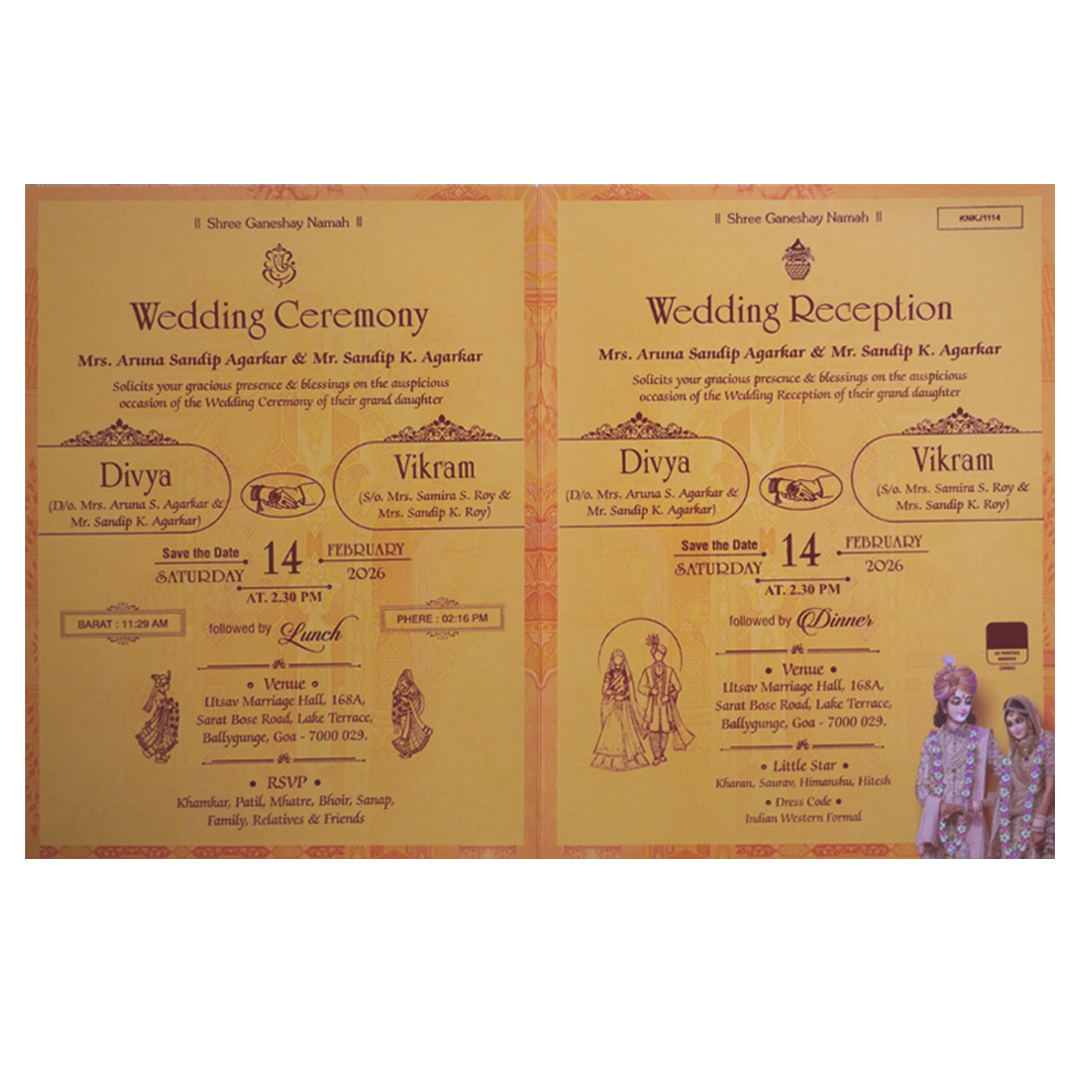 || Shree Ganeshay Namah ||
Wedding Ceremony
Mrs. Aruna Sandip Agarkar & Mr. Sandip K. Agarkar
Solicits your gracious presence & blessings on the auspicious
occasion of the Wedding Ceremony of their grand daughter
Divya
(D/o. Mrs. Aruna S. Agarkar &
Mr. Sandip K. Agarkar)
Vikram
(S/o. Mrs. Samira S. Roy &
Mrs. Sandip K. Roy)
Save the Date
SATURDAY
14
FEBRUARY
2026
AT. 2.30 PM
BARAT : 11:29 AM
followed by Lunch
PHERE : 02:16 PM
• Venue •
Utsav Marriage Hall, 168A,
Sarat Bose Road, Lake Terrace,
Ballygunge, Goa - 7000 029.
• RSVP •
Khamkar, Patil, Mhatre, Bhoir, Sanap,
Family, Relatives & Friends
|| Shree Ganeshay Namah ||
KNKJ1114
Wedding Reception
Mrs. Aruna Sandip Agarkar & Mr. Sandip K. Agarkar
Solicits your gracious presence & blessings on the auspicious
occasion of the Wedding Reception of their grand daughter
Divya
(D/o. Mrs. Aruna S. Agarkar &
Mr. Sandip K. Agarkar)
Vikram
(S/o. Mrs. Samira S. Roy &
Mrs. Sandip K. Roy)
Save the Date
SATURDAY
14
FEBRUARY
2026
AT. 2.30 PM
followed by Dinner
• Venue •
Utsav Marriage Hall, 168A,
Sarat Bose Road, Lake Terrace,
Ballygunge, Goa - 7000 029.
• Little Star •
Kharan, Saurav, Himanshu, Hitesh
• Dress Code •
Indian Western Formal